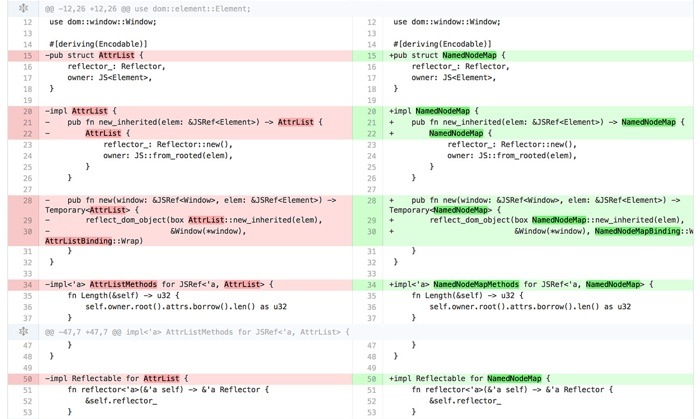 @@ -12,26 +12,26 @@ use dom::element::Element;
12 use dom::window::Window;
13
14 #[deriving(Encodable)]
15 -pub struct AttrList {
16     reflector_: Reflector,
17     owner: JS<Element>,
18 }
19
20 -impl AttrList {
21 -    pub fn new_inherited(elem: &JSRef<Element>) -> AttrList {
22 -        AttrList {
23             reflector_: Reflector::new(),
24             owner: JS::from_rooted(elem),
25         }
26     }
27
28 -    pub fn new(window: &JSRef<Window>, elem: &JSRef<Element>) ->
Temporary<AttrList> {
29 -        reflect_dom_object(box AttrList::new_inherited(elem),
30 -                           &Window(*window),
AttrListBinding::Wrap)
31     }
32 }
33
34 -impl<'a> AttrListMethods for JSRef<'a, AttrList> {
35     fn Length(&self) -> u32 {
36         self.owner.root().attrs.borrow().len() as u32
37     }
12 use dom::window::Window;
13
14 #[deriving(Encodable)]
15 +pub struct NamedNodeMap {
16     reflector_: Reflector,
17     owner: JS<Element>,
18 }
19
20 +impl NamedNodeMap {
21 +    pub fn new_inherited(elem: &JSRef<Element>) -> NamedNodeMap {
22 +        NamedNodeMap {
23             reflector_: Reflector::new(),
24             owner: JS::from_rooted(elem),
25         }
26     }
27
28 +    pub fn new(window: &JSRef<Window>, elem: &JSRef<Element>) ->
Temporary<NamedNodeMap> {
29 +        reflect_dom_object(box NamedNodeMap::new_inherited(elem),
30 +                           &Window(*window), NamedNodeMapBinding::W
31     }
32 }
33
34 +impl<'a> NamedNodeMapMethods for JSRef<'a, NamedNodeMap> {
35     fn Length(&self) -> u32 {
36         self.owner.root().attrs.borrow().len() as u32
37     }
@@ -47,7 +47,7 @@ impl<'a> AttrListMethods for JSRef<'a, AttrList> {
47     }
48 }
49
50 -impl Reflectable for AttrList {
51     fn reflector<'a>(&'a self) -> &'a Reflector {
52         &self.reflector_
53     }
47     }
48 }
49
50 +impl Reflectable for NamedNodeMap {
51     fn reflector<'a>(&'a self) -> &'a Reflector {
52         &self.reflector_
53     }